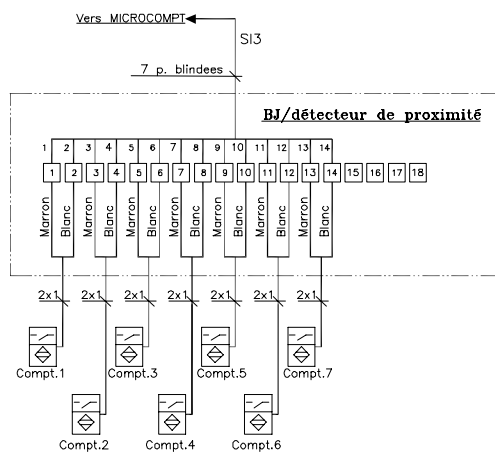 Vers MICROCOMPT
SI3
7 p. blindees
BJ/détecteur de proximité
1 2 3 4 5 6 7 8 9 10 11 12 13 14
1 2 3 4 5 6 7 8 9 10 11 12 13 14 15 16 17 18
Marron Blanc Marron Blanc Marron Blanc Marron Blanc Marron Blanc Marron Blanc Marron Blanc
2x1 2x1 2x1 2x1 2x1 2x1 2x1
Compt.1 Compt.3 Compt.5 Compt.7
Compt.2 Compt.4 Compt.6